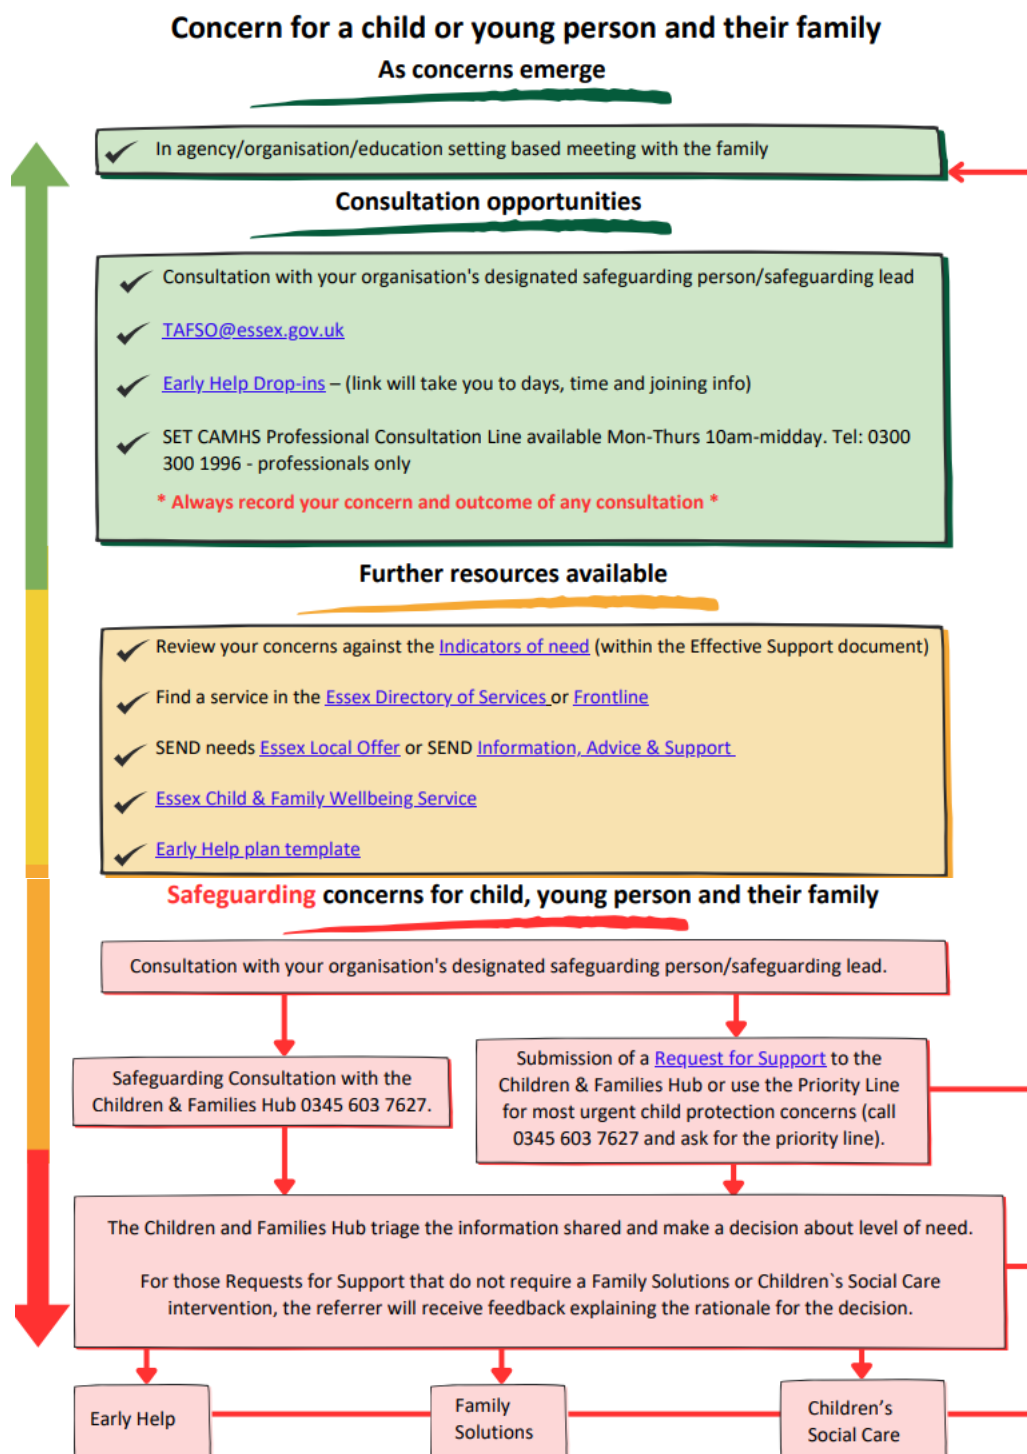 Concern for a child or young person and their family
As concerns emerge
In agency/organisation/education setting based meeting with the family
Consultation opportunities
Consultation with your organisation's designated safeguarding person/safeguarding lead
TAFSO@essex.gov.uk
Early Help Drop-ins – (link will take you to days, time and joining info)
SET CAMHS Professional Consultation Line available Mon-Thurs 10am-midday. Tel: 0300
300 1996 - professionals only
* Always record your concern and outcome of any consultation *
Further resources available
Review your concerns against the Indicators of need (within the Effective Support document)
Find a service in the Essex Directory of Services or Frontline
SEND needs Essex Local Offer or SEND Information, Advice & Support
Essex Child & Family Wellbeing Service
Early Help plan template
Safeguarding concerns for child, young person and their family
Consultation with your organisation's designated safeguarding person/safeguarding lead.
Safeguarding Consultation with the
Children & Families Hub 0345 603 7627.
Submission of a Request for Support to the
Children & Families Hub or use the Priority Line
for most urgent child protection concerns (call
0345 603 7627 and ask for the priority line).
The Children and Families Hub triage the information shared and make a decision about level of need.
For those Requests for Support that do not require a Family Solutions or Children`s Social Care
intervention, the referrer will receive feedback explaining the rationale for the decision.
Early Help
Family
Solutions
Children’s
Social Care